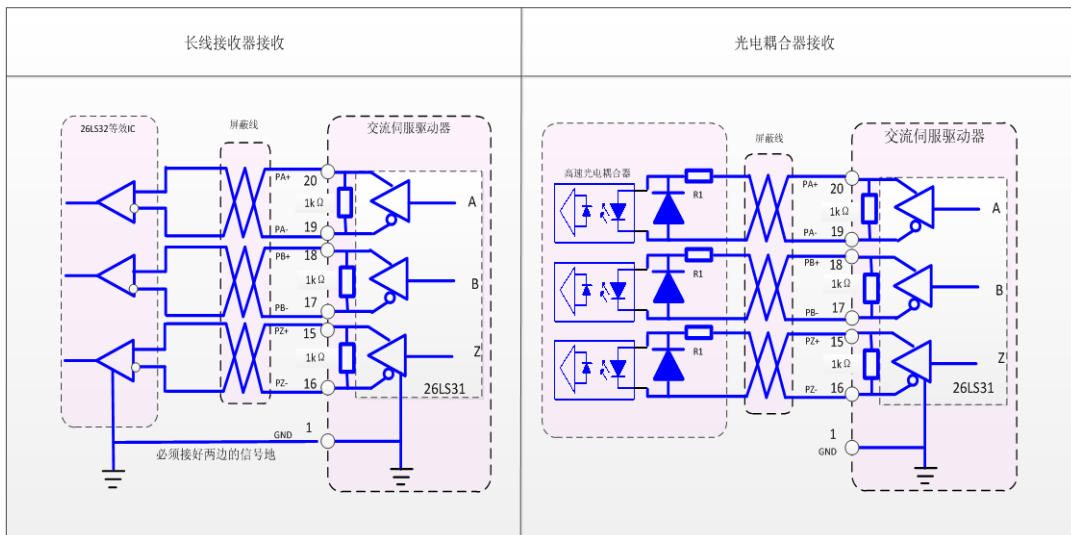 长线接收器接收
光电耦合器接收
26LS32等效IC
屏蔽线
交流伺服驱动器
PA+
20
1kΩ
PA-
19
A
PB+
18
1kΩ
PB-
17
B
PZ+
15
1kΩ
PZ-
16
Z
26LS31
GND
1
必须接好两边的信号地
高速光电耦合器
屏蔽线
交流伺服驱动器
R1
PA+
20
1kΩ
PA-
19
A
R1
PB+
18
1kΩ
PB-
17
B
R1
PZ+
15
1kΩ
PZ-
16
Z
26LS31
1
GND